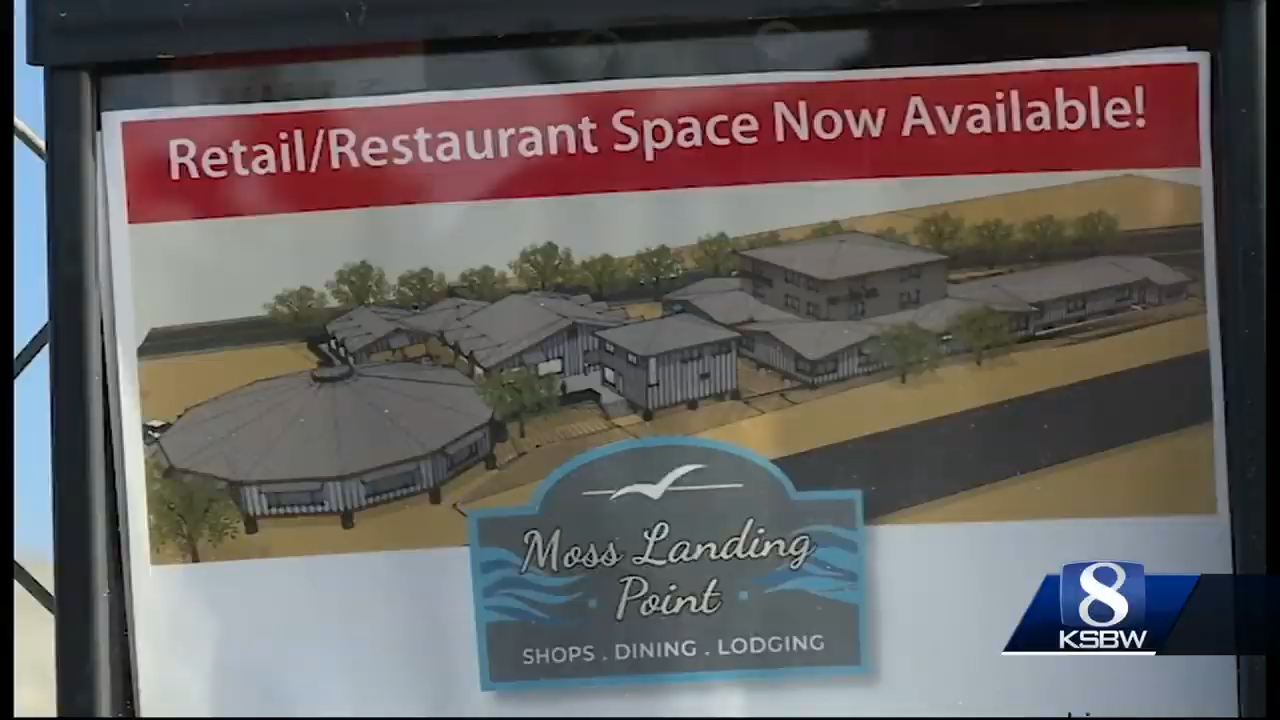 Retail/Restaurant Space Now Available!
Moss Landing
Point
SHOPS . DINING . LODGING
8
KSBW